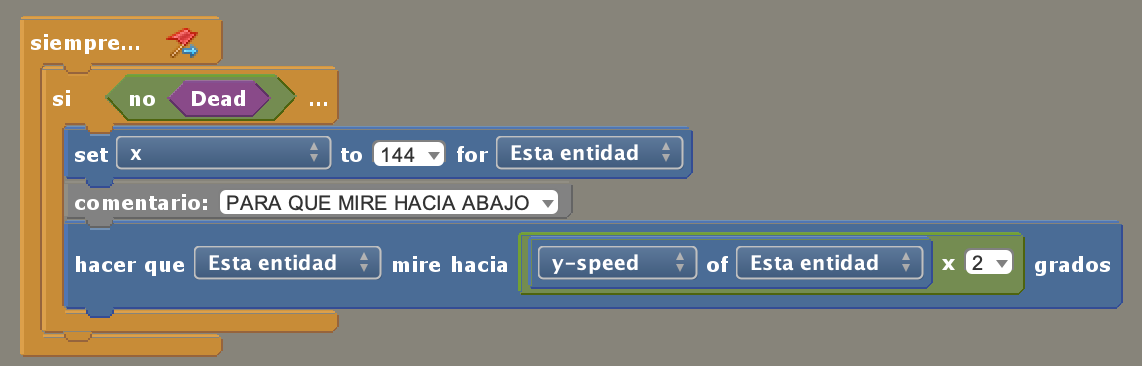 siempre...
si no Dead ...
set x to 144 for Esta entidad
comentario: PARA QUE MIRE HACIA ABAJO
hacer que Esta entidad mire hacia y-speed of Esta entidad x 2 grados